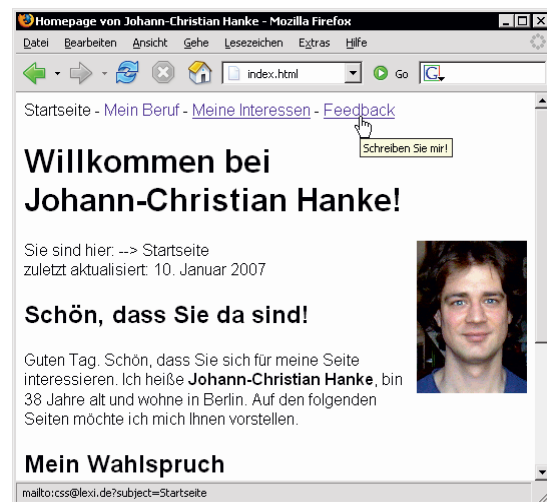 Homepage von Johann-Christian Hanke - Mozilla Firefox
Datei Bearbeiten Ansicht Gehe Lesezeichen Extras Hilfe
index.html Go G
Startseite - Mein Beruf - Meine Interessen - Feedback
Schreiben Sie mir!
Willkommen bei
Johann-Christian Hanke!
Sie sind hier: --> Startseite
zuletzt aktualisiert: 10. Januar 2007
Schön, dass Sie da sind!
Guten Tag. Schön, dass Sie sich für meine Seite
interessieren. Ich heiße Johann-Christian Hanke, bin
38 Jahre alt und wohne in Berlin. Auf den folgenden
Seiten möchte ich mich Ihnen vorstellen.
Mein Wahlspruch
mailto:css@lexi.de?subject=Startseite